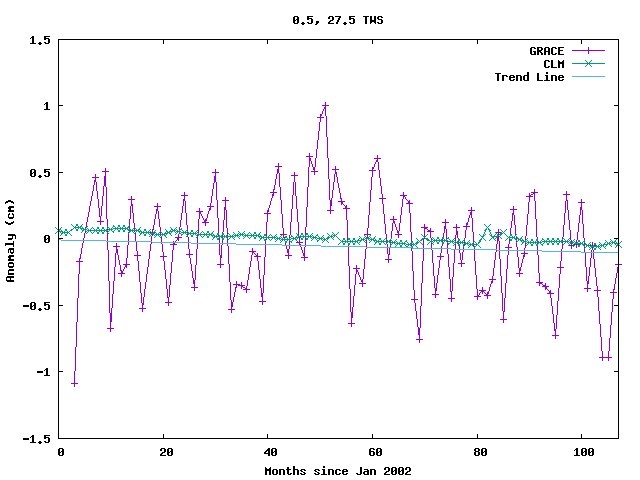 0.5, 27.5 TWS
GRACE
CLM
Trend Line
1.5
1
0.5
0
-0.5
-1
-1.5
Anomaly (cm)
0 20 40 60 80 100
Months since Jan 2002